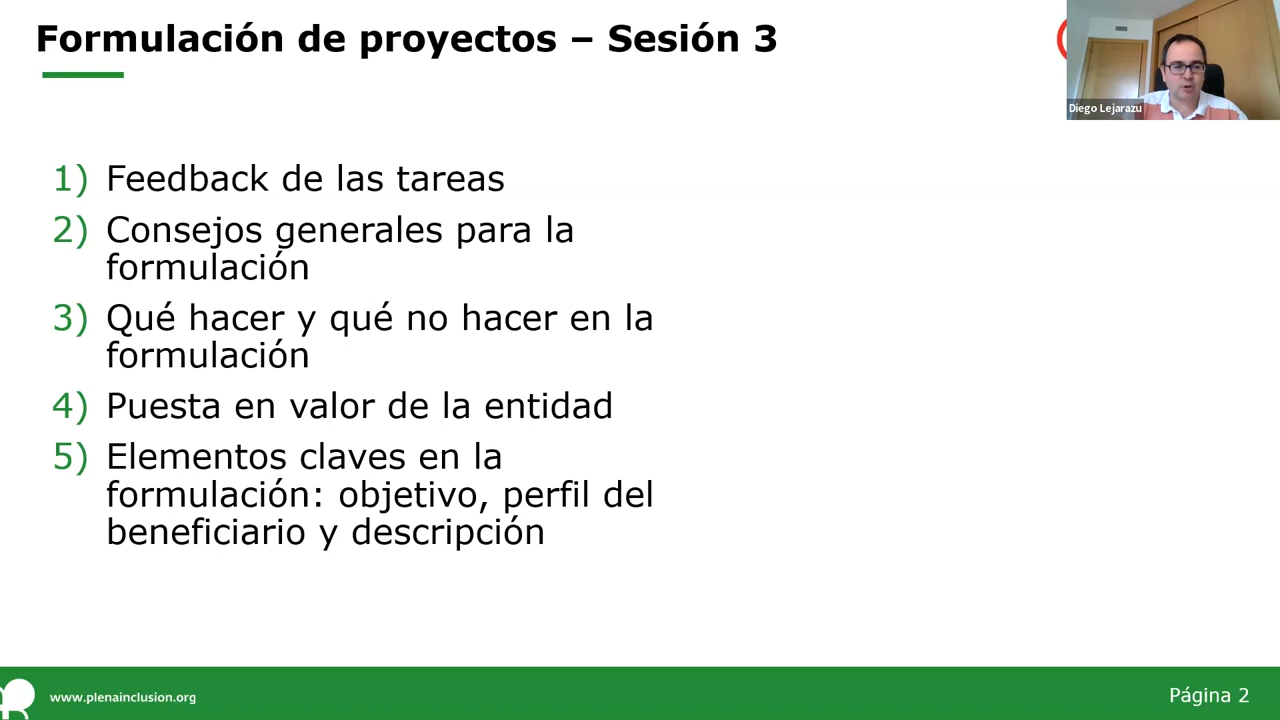 Formulación de proyectos – Sesión 3
Diego Lejarazu
1) Feedback de las tareas
2) Consejos generales para la
formulación
3) Qué hacer y qué no hacer en la
formulación
4) Puesta en valor de la entidad
5) Elementos claves en la
formulación: objetivo, perfil del
beneficiario y descripción
www.plenainclusion.org
Página 2